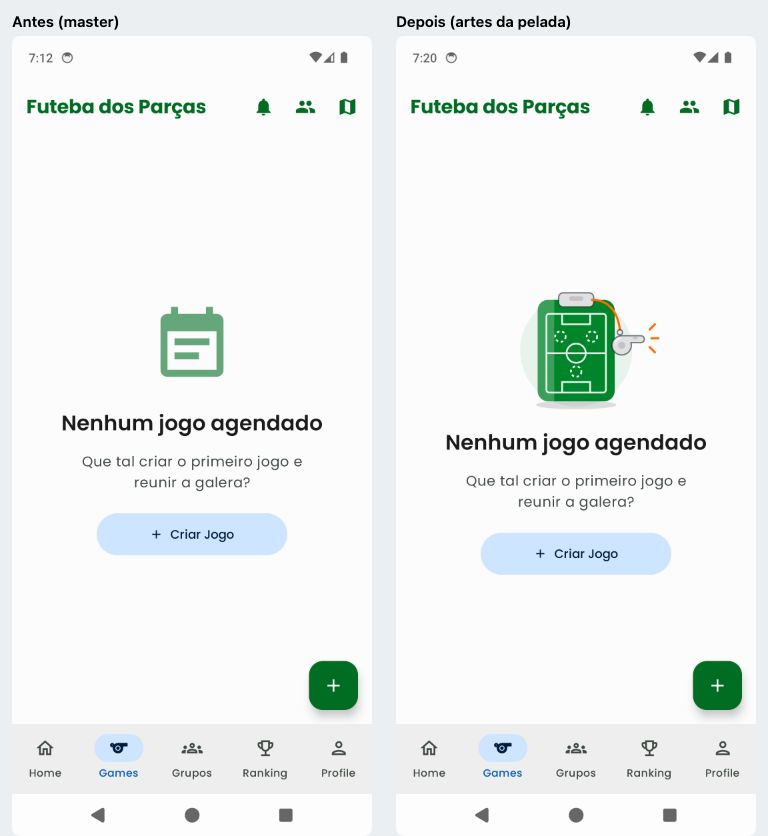 Antes (master)
7:12
Futeba dos Parças
Nenhum jogo agendado
Que tal criar o primeiro jogo e
reunir a galera?
+ Criar Jogo
+
Home Games Grupos Ranking Profile
Depois (artes da pelada)
7:20
Futeba dos Parças
Nenhum jogo agendado
Que tal criar o primeiro jogo e
reunir a galera?
+ Criar Jogo
+
Home Games Grupos Ranking Profile